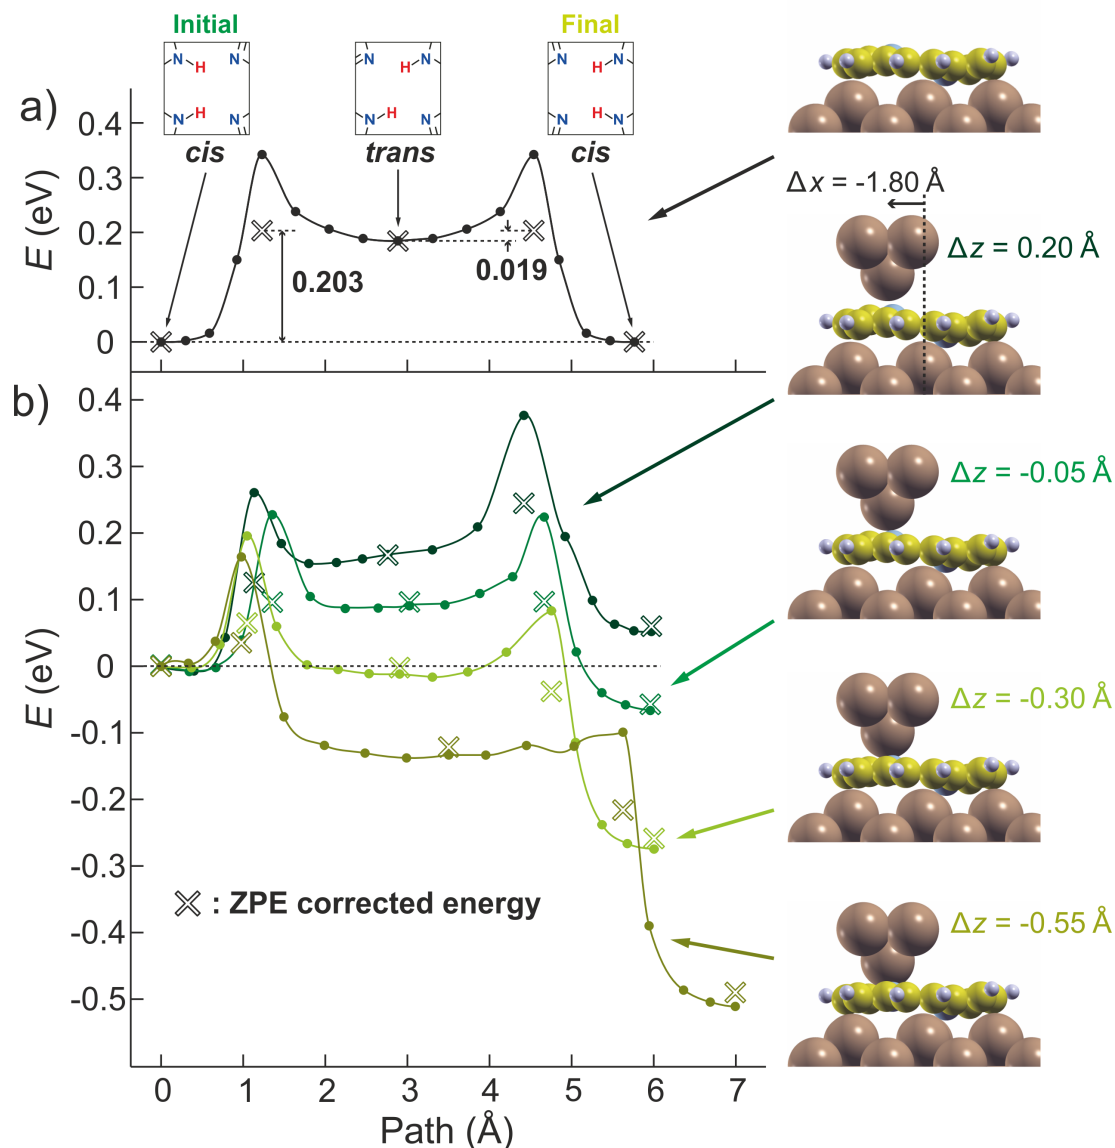 Initial
Final
N
N
H
H
N
N
N
H
N
N
H
N
N
H
N
N
H
N
a)
cis
trans
cis
0.4
0.3
0.2
0.1
0
E (eV)
0.203
0.019
Δx = -1.80 Å
Δz = 0.20 Å
b)
0.4
0.3
0.2
0.1
0
-0.1
-0.2
-0.3
-0.4
-0.5
E (eV)
Δz = -0.05 Å
Δz = -0.30 Å
Δz = -0.55 Å
: ZPE corrected energy
0 1 2 3 4 5 6 7
Path (Å)